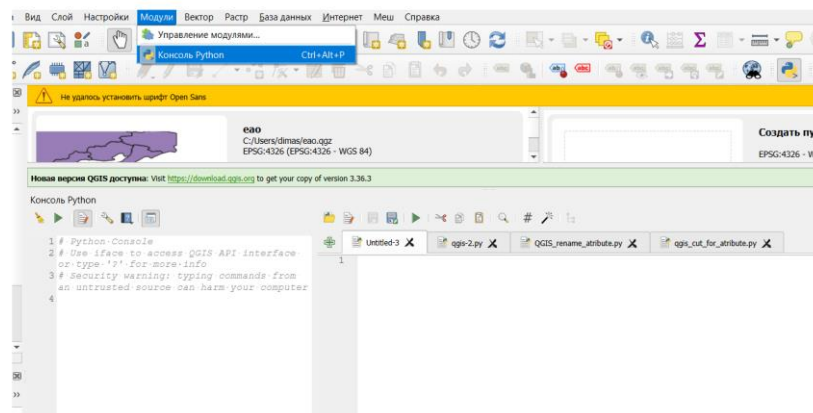 Вид Слой Настройки Модули Вектор Растр База данных Интернет Меш Справка
Управление модулями...
Консоль Python Ctrl+Alt+P
Не удалось установить шрифт Open Sans
eao
C:/Users/dimas/eao.qgz
EPSG:4326 (EPSG:4326 - WGS 84)
Создать
EPSG:4326 - W
Новая версия QGIS доступна: Visit https://download.qgis.org to get your copy of version 3.36.3
Консоль Python
Untitled-3 qgis-2.py QGIS_rename_atribute.py qgis_cut_for_atribute.py
1 # Python Console
2 # Use iface to access QGIS API interface
or type '?' for more info
3 # Security warning: typing commands from
an untrusted source can harm your computer
4
1